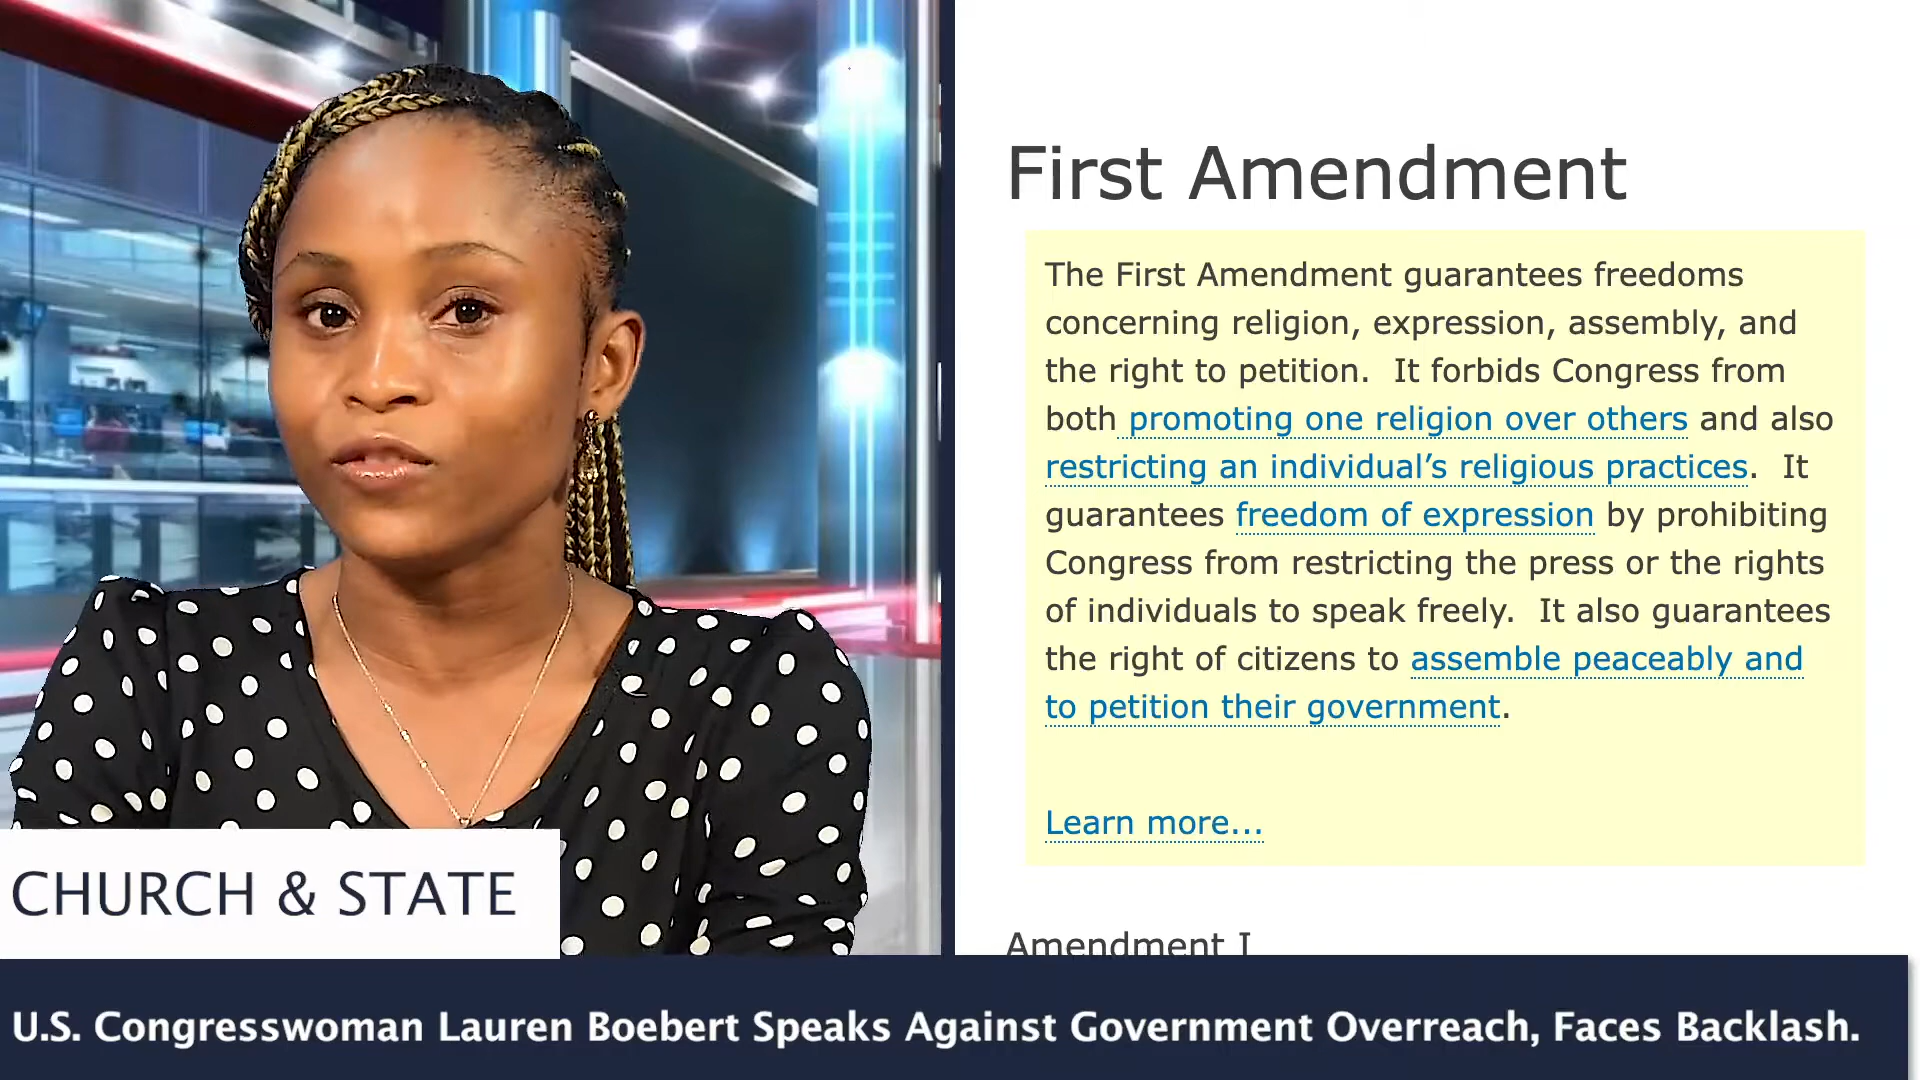 First Amendment
The First Amendment guarantees freedoms
concerning religion, expression, assembly, and
the right to petition.  It forbids Congress from
both promoting one religion over others and also
restricting an individual’s religious practices.  It
guarantees freedom of expression by prohibiting
Congress from restricting the press or the rights
of individuals to speak freely.  It also guarantees
the right of citizens to assemble peaceably and
to petition their government.
Learn more...
Amendment I
CHURCH & STATE
U.S. Congresswoman Lauren Boebert Speaks Against Government Overreach, Faces Backlash.